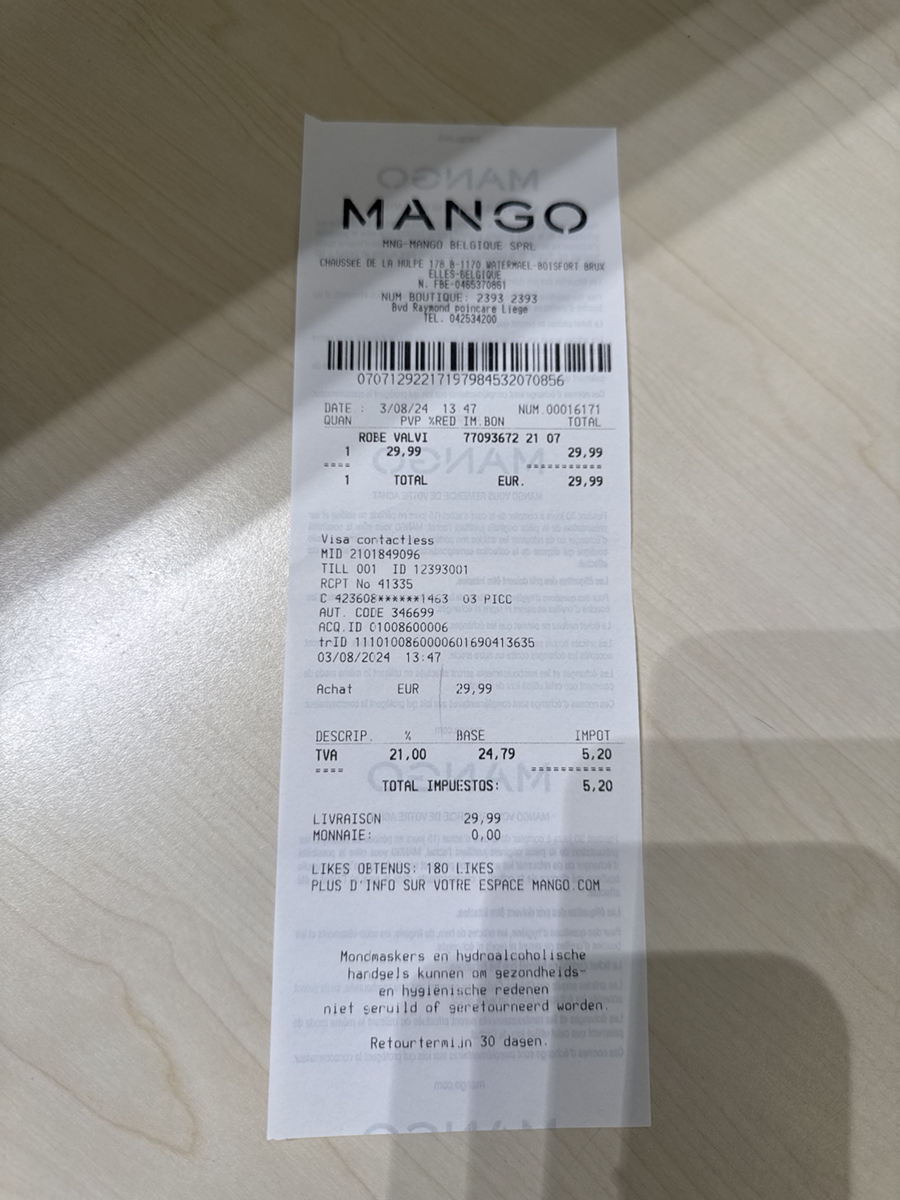 MANGO
MNG-MANGO BELGIQUE SPRL
CHAUSSEE DE LA HULPE 178 B-1170 WATERMAEL-BOISFORT BRUX
ELLES-BELGIQUE
N. FBE-0465370861
NUM BOUTIQUE: 2393 2393
Bvd Raymond poincare Liege
TEL. 042534200
0707129221719798453207​0856
DATE : 3/08/24 13 47 NUM.00016171
QUAN PVP %RED IM.BON TOTAL
ROBE VALVI 77093672 21 07
1 29,99 29,99
==== ===========
1 TOTAL EUR. 29,99
Visa contactless
MID 2101849096
TILL 001 ID 12393001
RCPT No 41335
C 423608******1463 03 PICC
AUT. CODE 346699
ACQ.ID 01008600006
trID 1110100860000601690413635
03/08/2024 13:47
Achat EUR 29,99
DESCRIP. % BASE IMPOT
TVA 21,00 24,79 5,20
==== ===========
TOTAL IMPUESTOS: 5,20
LIVRAISON 29,99
MONNAIE: 0,00
LIKES OBTENUS: 180 LIKES
PLUS D'INFO SUR VOTRE ESPACE MANGO.COM
Mondmaskers en hydroalcoholische
handgels kunnen om gezondheids-
en hygiënische redenen
niet geruild of geretourneerd worden.
Retourtermijn 30 dagen.